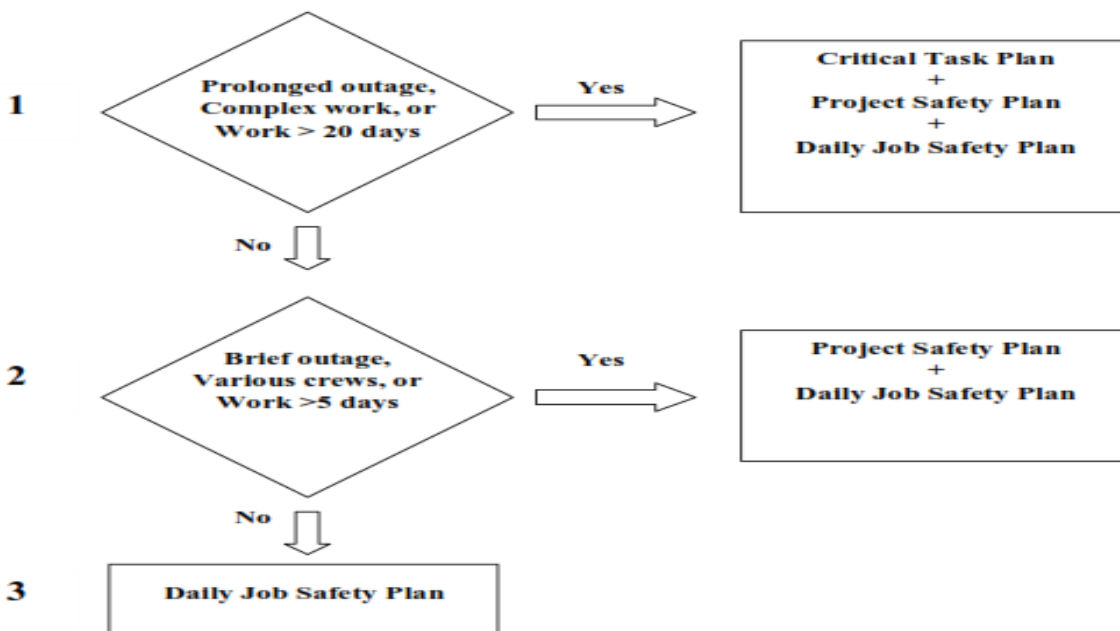 1
Prolonged outage,
Complex work, or
Work > 20 days
Yes
Critical Task Plan
+
Project Safety Plan
+
Daily Job Safety Plan
No
2
Brief outage,
Various crews, or
Work >5 days
Yes
Project Safety Plan
+
Daily Job Safety Plan
No
3
Daily Job Safety Plan